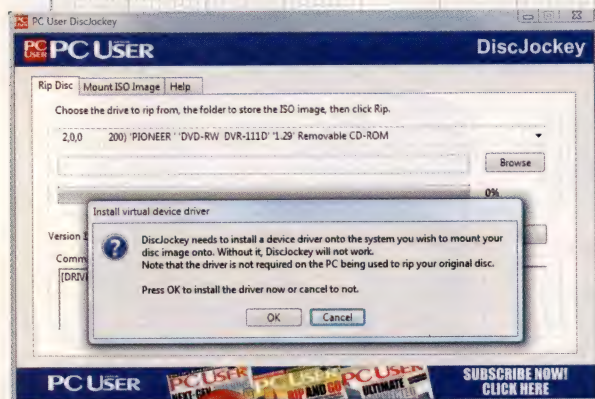 PC User DiscJockey
PC USER
DiscJockey
Rip Disc
Mount ISO Image
Help
Choose the drive to rip from, the folder to store the ISO image, then click Rip.
2,0,0 200) 'PIONEER ' 'DVD-RW DVR-111D' '1.29' Removable CD-ROM
Browse
0%
Install virtual device driver
DiscJockey needs to install a device driver onto the system you wish to mount your
disc image onto. Without it, DiscJockey will not work.
Note that the driver is not required on the PC being used to rip your original disc.
Press OK to install the driver now or cancel to not.
OK
Cancel
Version
Comm
[DRIV
PC USER
PC USER
NEXT-GEN
RIP AND GO
PC USER
ULTIMATE
SUBSCRIBE NOW!
CLICK HERE